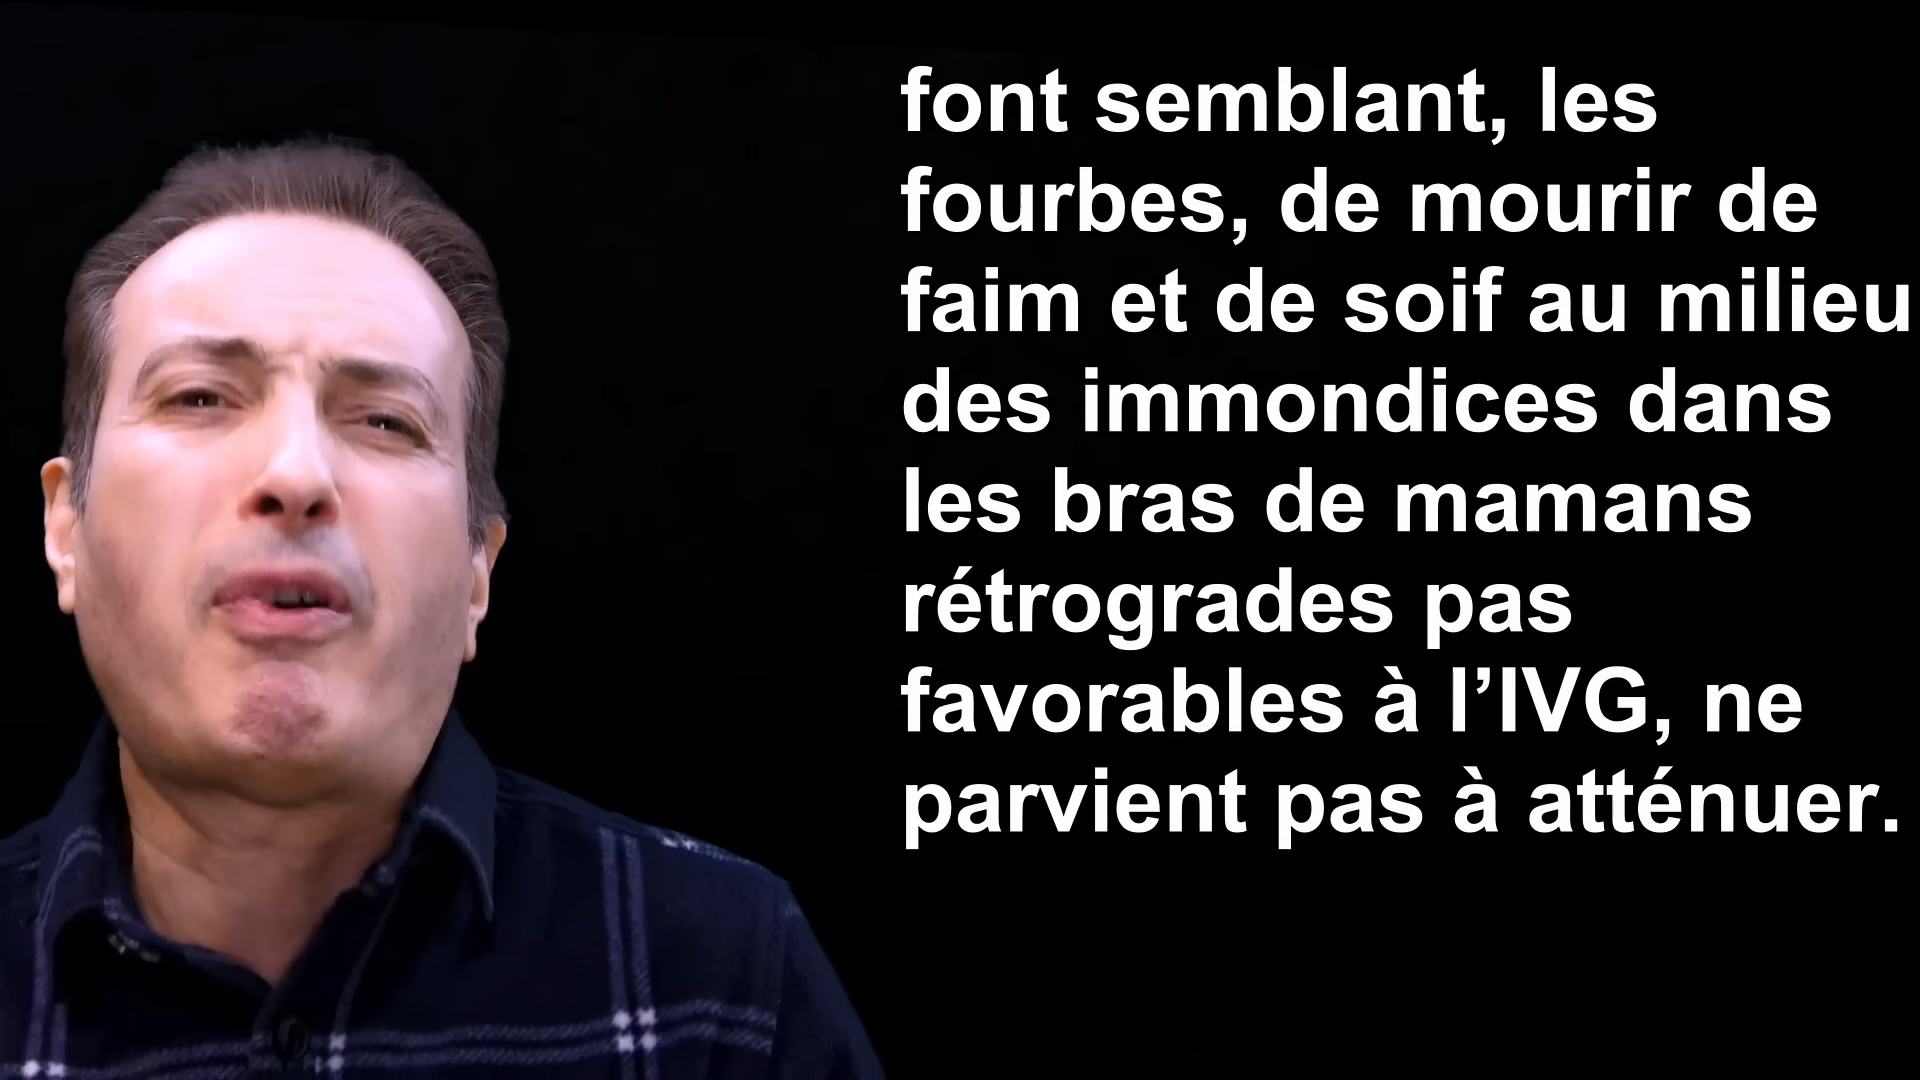 font semblant, les
fourbes, de mourir de
faim et de soif au milieu
des immondices dans
les bras de mamans
rétrogrades pas
favorables à l’IVG, ne
parvient pas à atténuer.